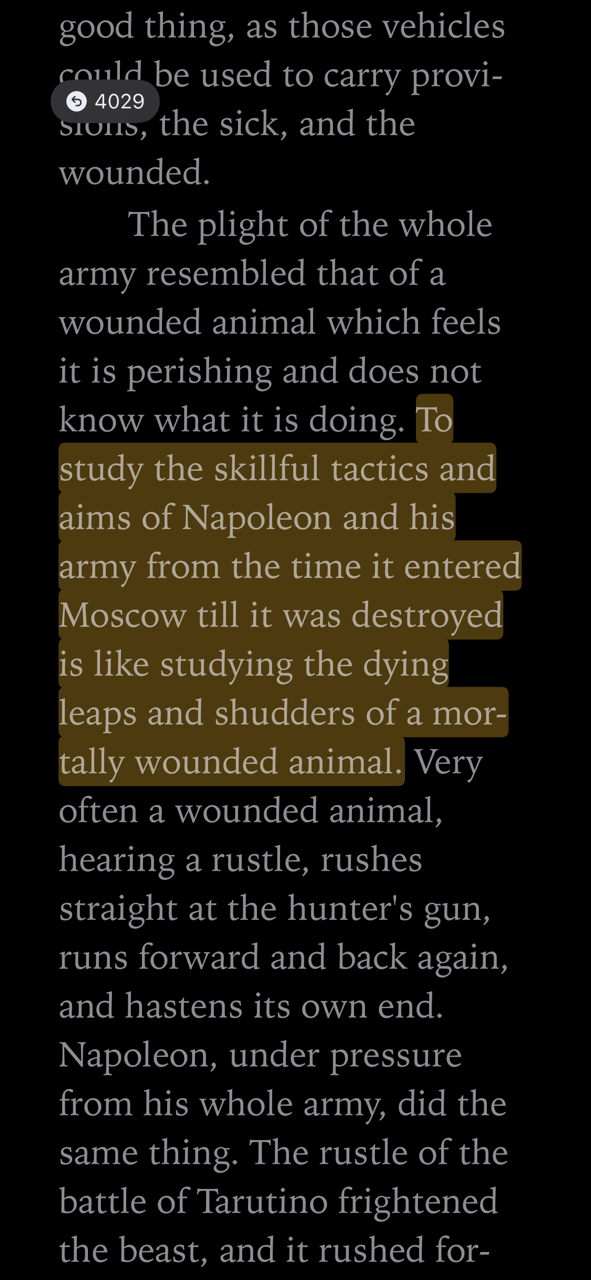 good thing, as those vehicles
could be used to carry provi-
4029
sions, the sick, and the
wounded.
The plight of the whole
army resembled that of a
wounded animal which feels
it is perishing and does not
know what it is doing. To
study the skillful tactics and
aims of Napoleon and his
army from the time it entered
Moscow till it was destroyed
is like studying the dying
leaps and shudders of a mor-
tally wounded animal. Very
often a wounded animal,
hearing a rustle, rushes
straight at the hunter's gun,
runs forward and back again,
and hastens its own end.
Napoleon, under pressure
from his whole army, did the
same thing. The rustle of the
battle of Tarutino frightened
the beast, and it rushed for-